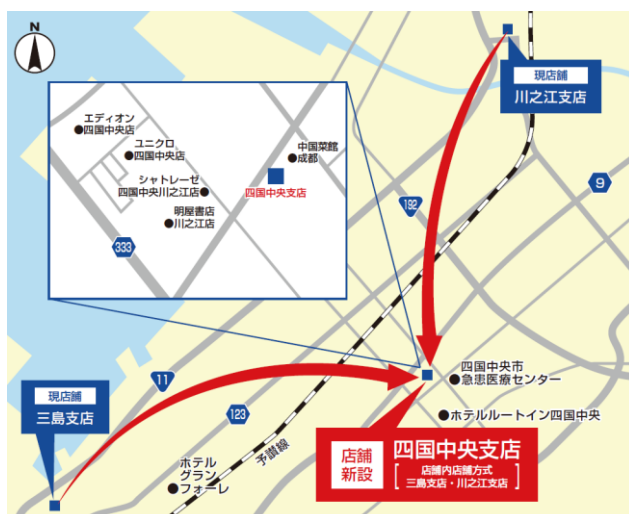 N
現店舗
川之江支店
エディオン
四国中央店
ユニクロ
四国中央店
中国菜館
成都
シャトレーゼ
四国中央川之江店
四国中央支店
明屋書店
川之江店
333
192
9
11
123
現店舗
三島支店
予讃線
ホテル
グラン
フォーレ
四国中央市
急患医療センター
ホテルルートイン四国中央
店舗
新設
四国中央支店
店舗内店舗方式
三島支店・川之江支店